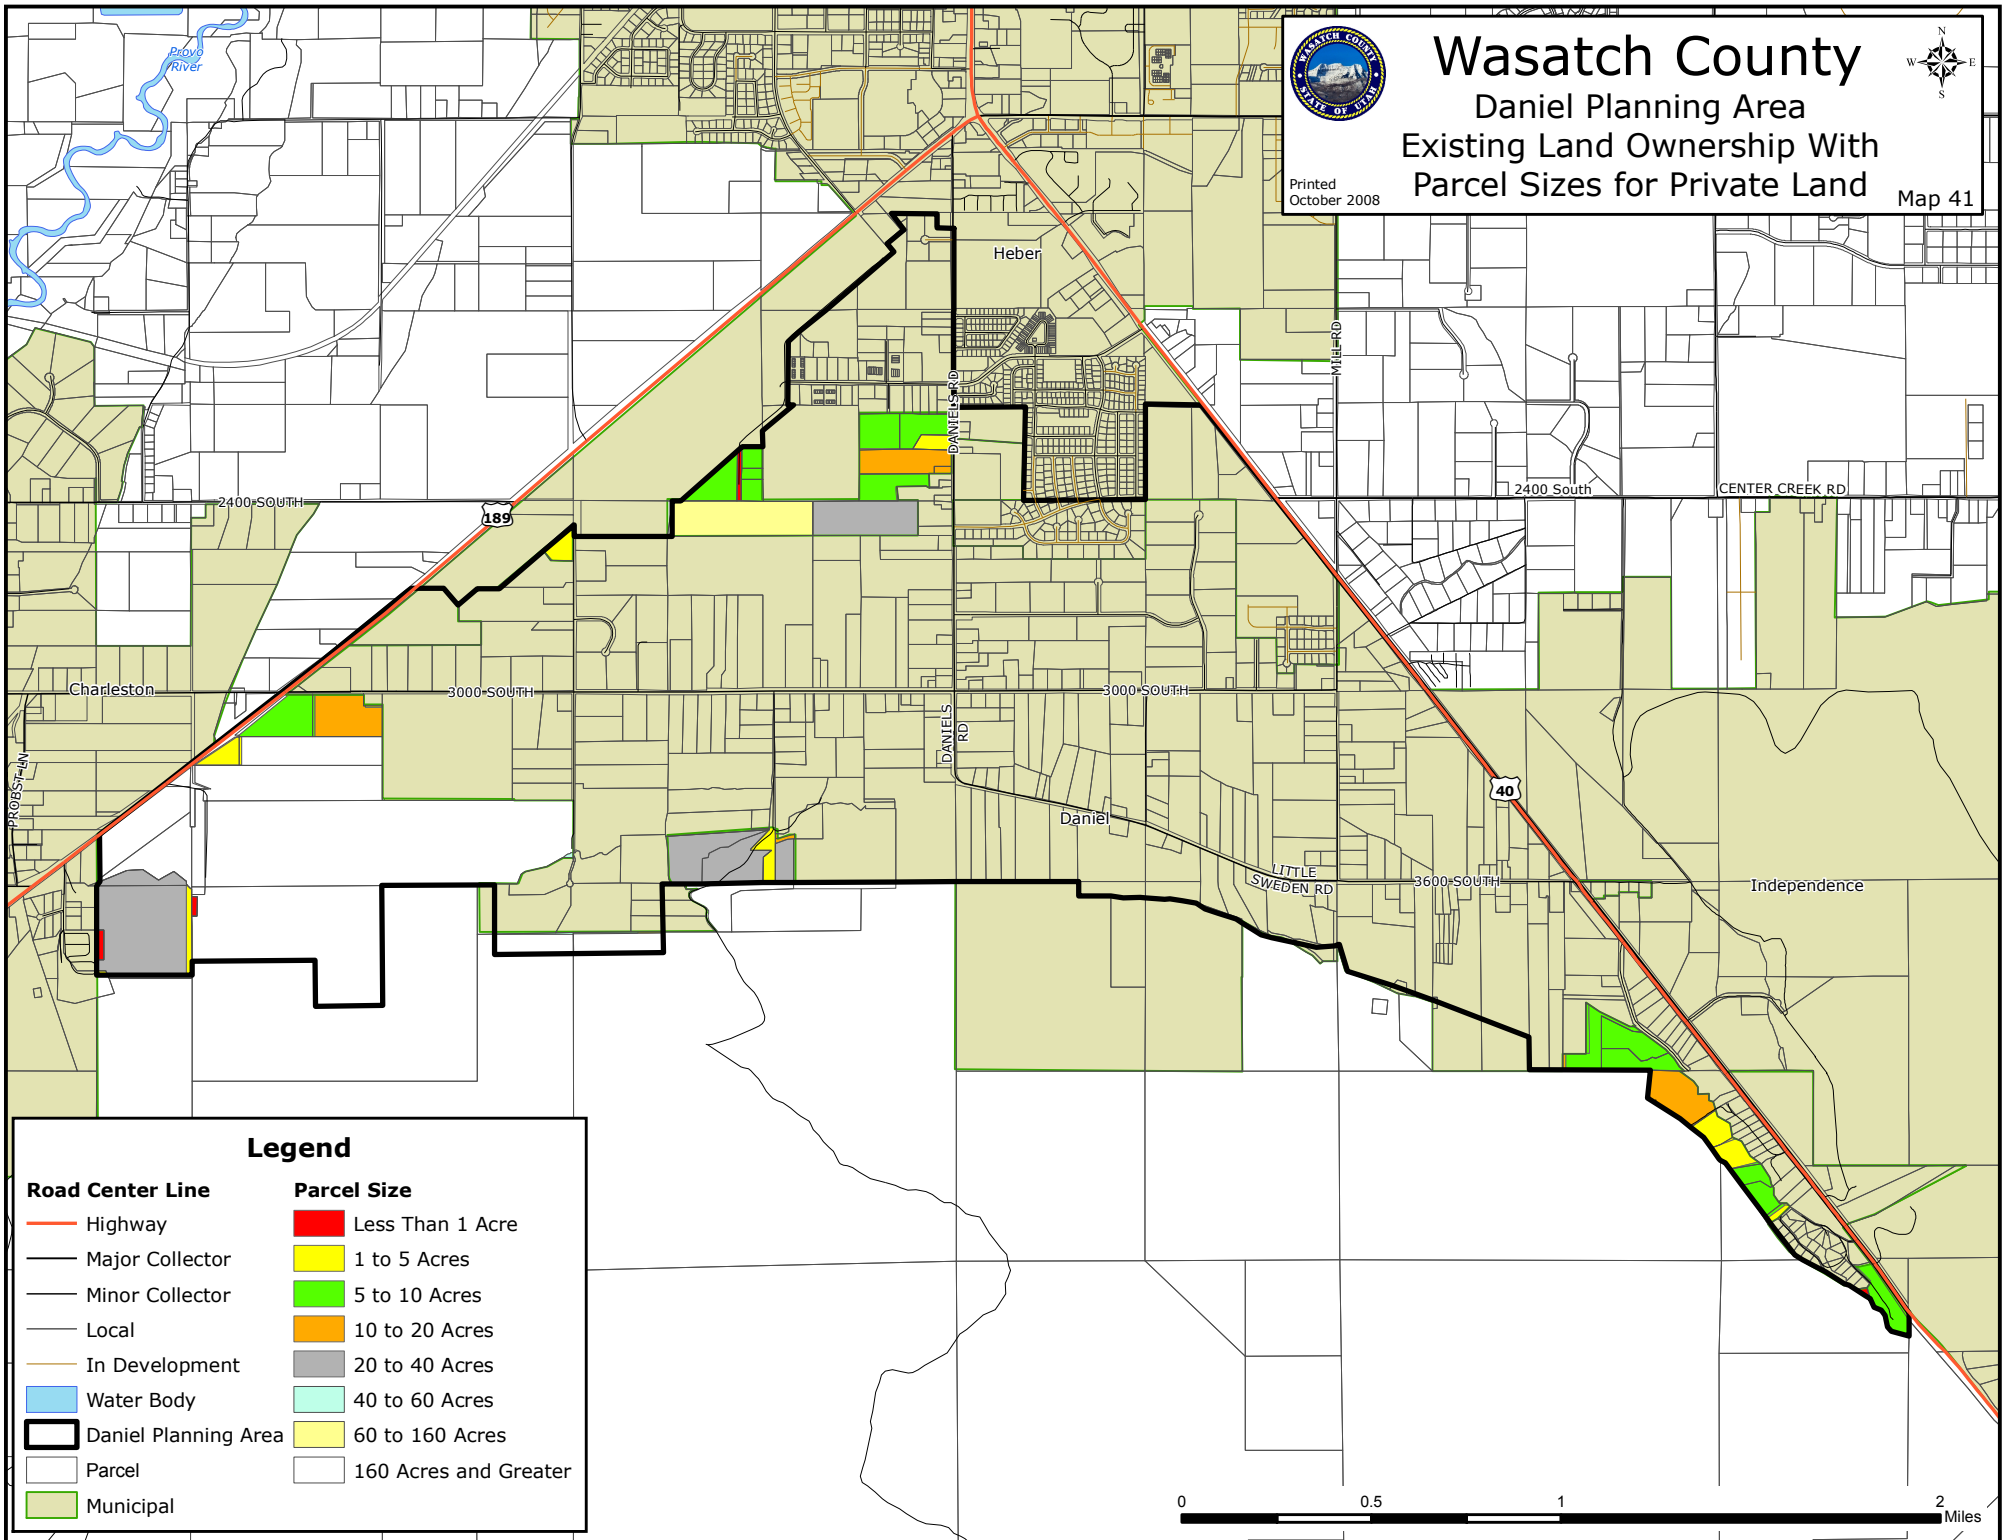 Wasatch County
Daniel Planning Area
Existing Land Ownership With
Parcel Sizes for Private Land
Printed
October 2008
Map 41
WASATCH COUNTY
STATE OF UTAH
N
W
E
S
Provo
River
Heber
MILL RD
DANIELS RD
2400 SOUTH
189
2400 South
CENTER CREEK RD
Charleston
3000 SOUTH
3000 SOUTH
PROBST LN
DANIELS
RD
40
Daniel
LITTLE
SWEDEN RD
3600 SOUTH
Independence
Legend
Road Center Line
Highway
Major Collector
Minor Collector
Local
In Development
Water Body
Daniel Planning Area
Parcel
Municipal
Parcel Size
Less Than 1 Acre
1 to 5 Acres
5 to 10 Acres
10 to 20 Acres
20 to 40 Acres
40 to 60 Acres
60 to 160 Acres
160 Acres and Greater
0 0.5 1 2
Miles